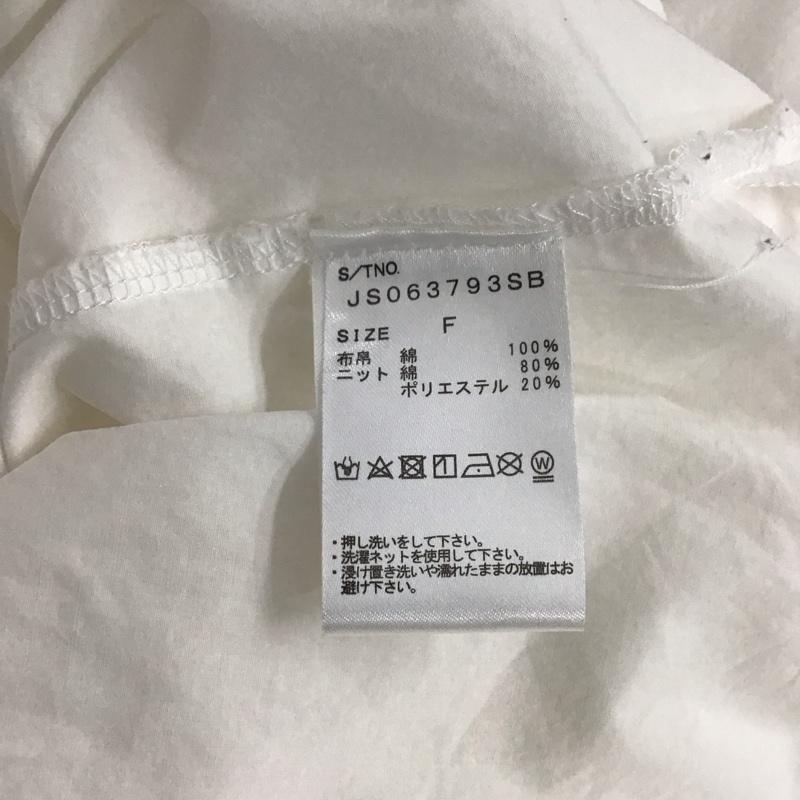 S/TNO.
JS063793SB
SIZE F
布帛 綿 100%
ニット 綿 80%
ポリエステル 20%
W
・押し洗いをして下さい。
・洗濯ネットを使用して下さい。
・浸け置き洗いや濡れたままの放置はお
避け下さい。